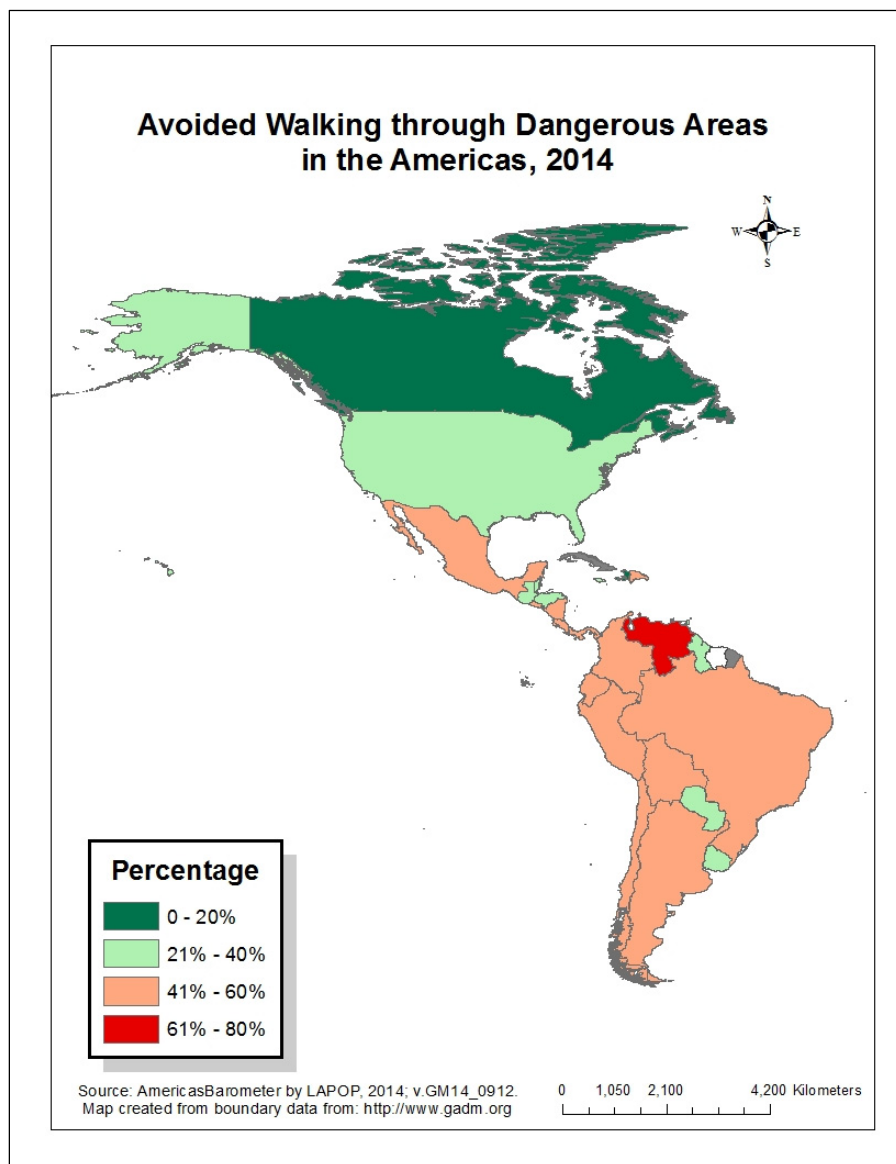 Avoided Walking through Dangerous Areas
in the Americas, 2014
N
W E
S
Percentage
0 - 20%
21% - 40%
41% - 60%
61% - 80%
Source: AmericasBarometer by LAPOP, 2014; v.GM14_0912.
Map created from boundary data from: http://www.gadm.org
0 1,050 2,100 4,200 Kilometers